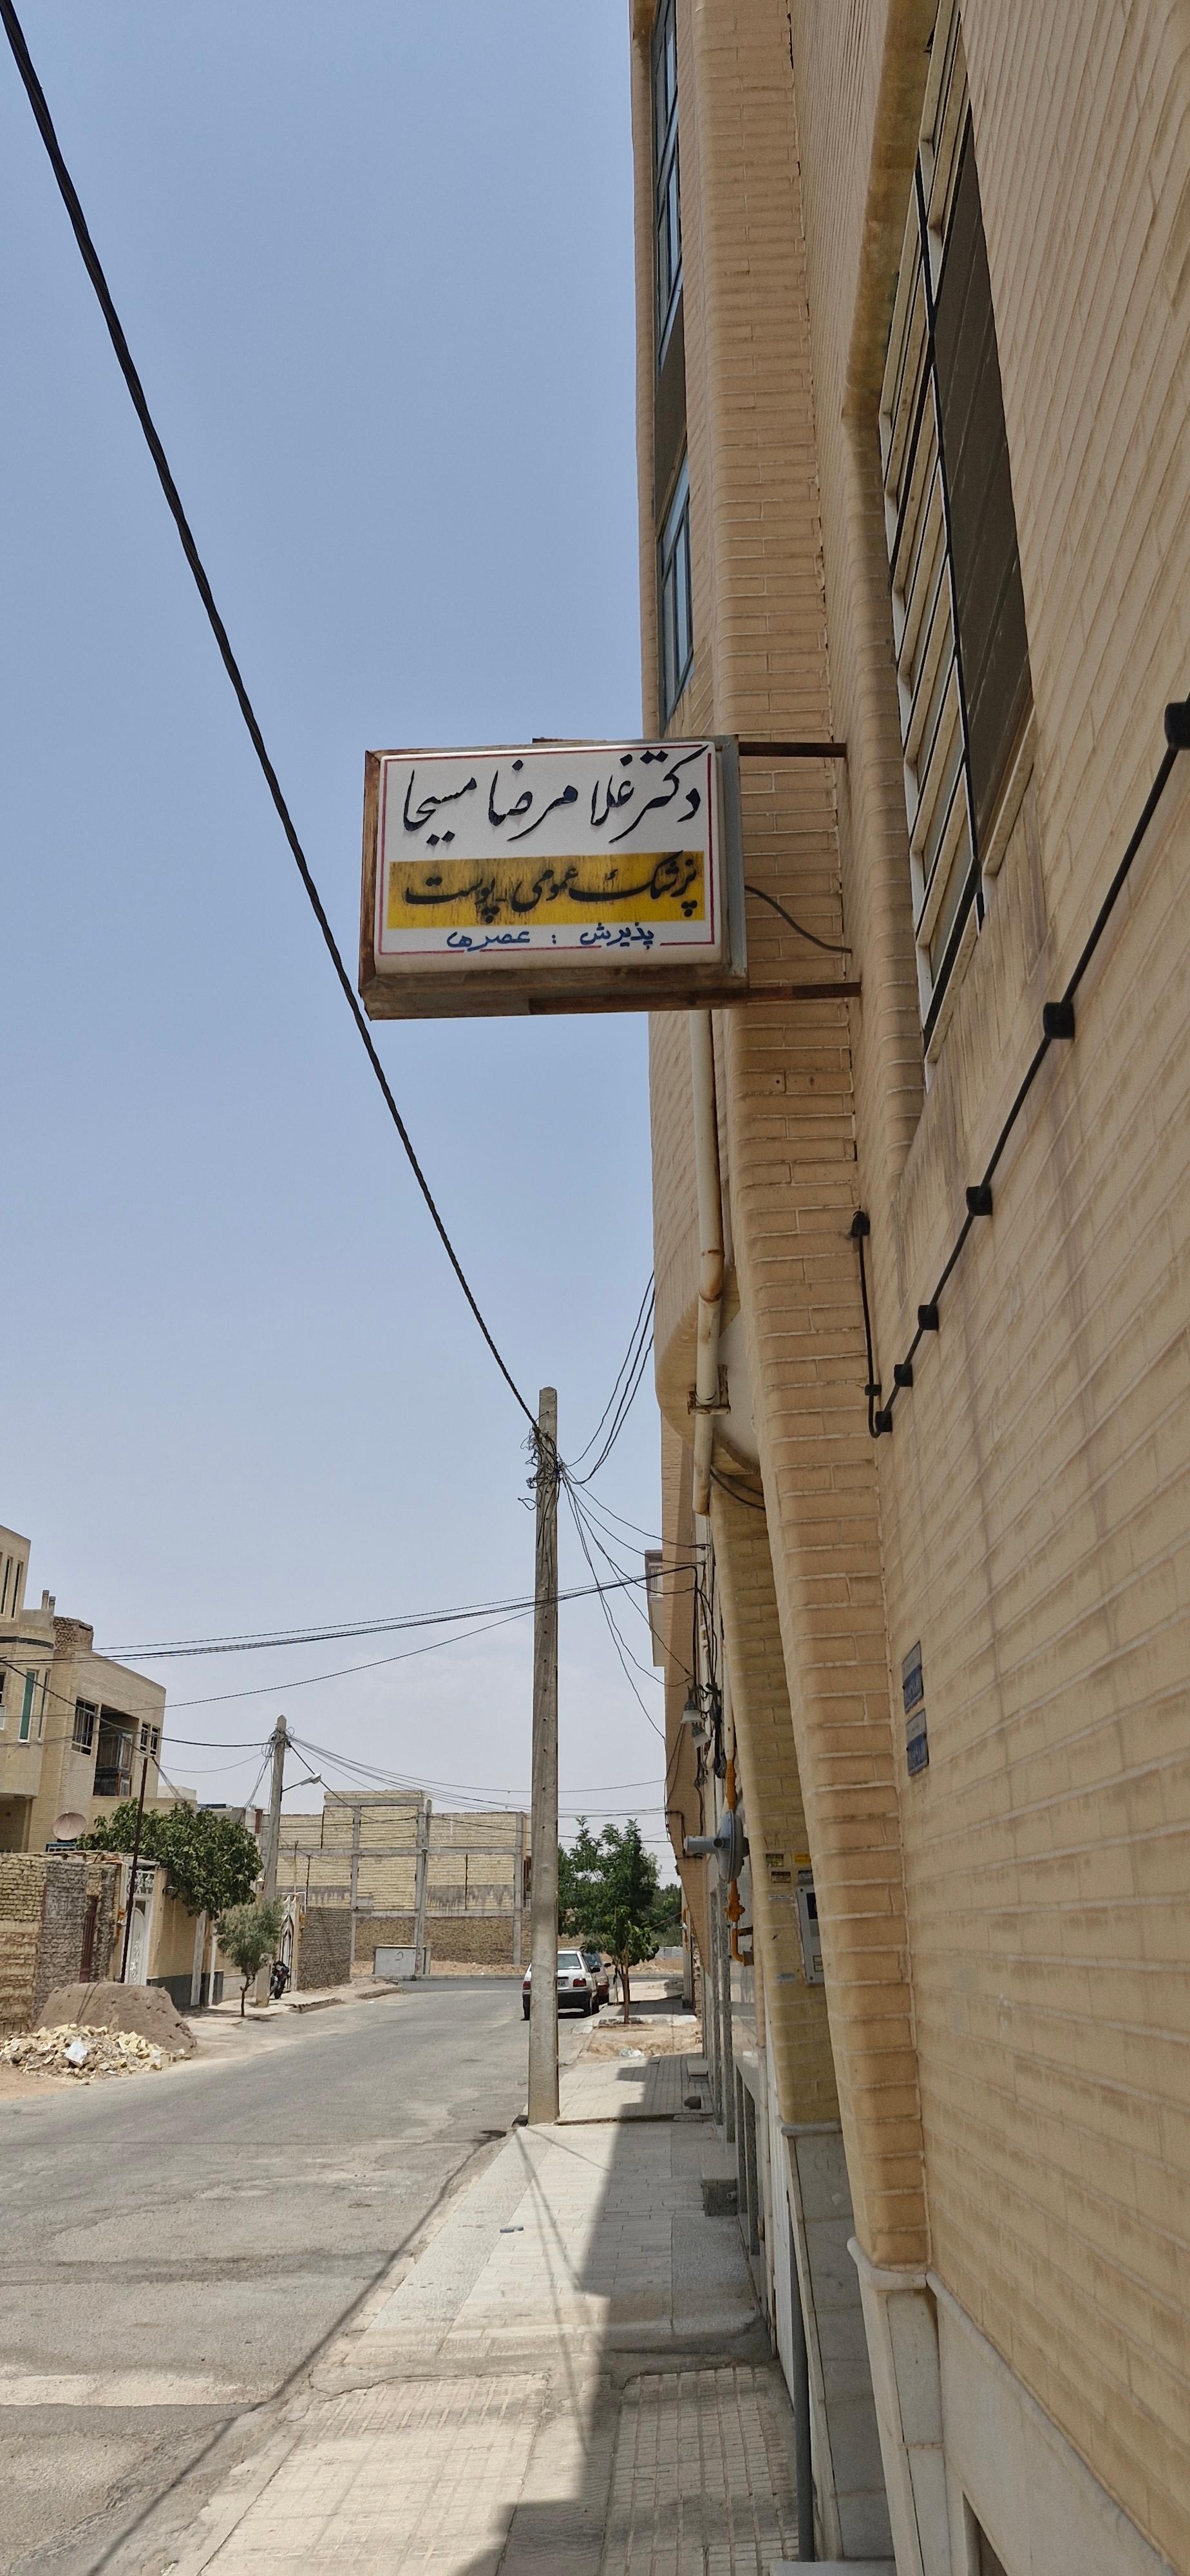 دکتر غلامرضا مسیحا
پزشک عمومی - پوست
پذیرش : عصرها